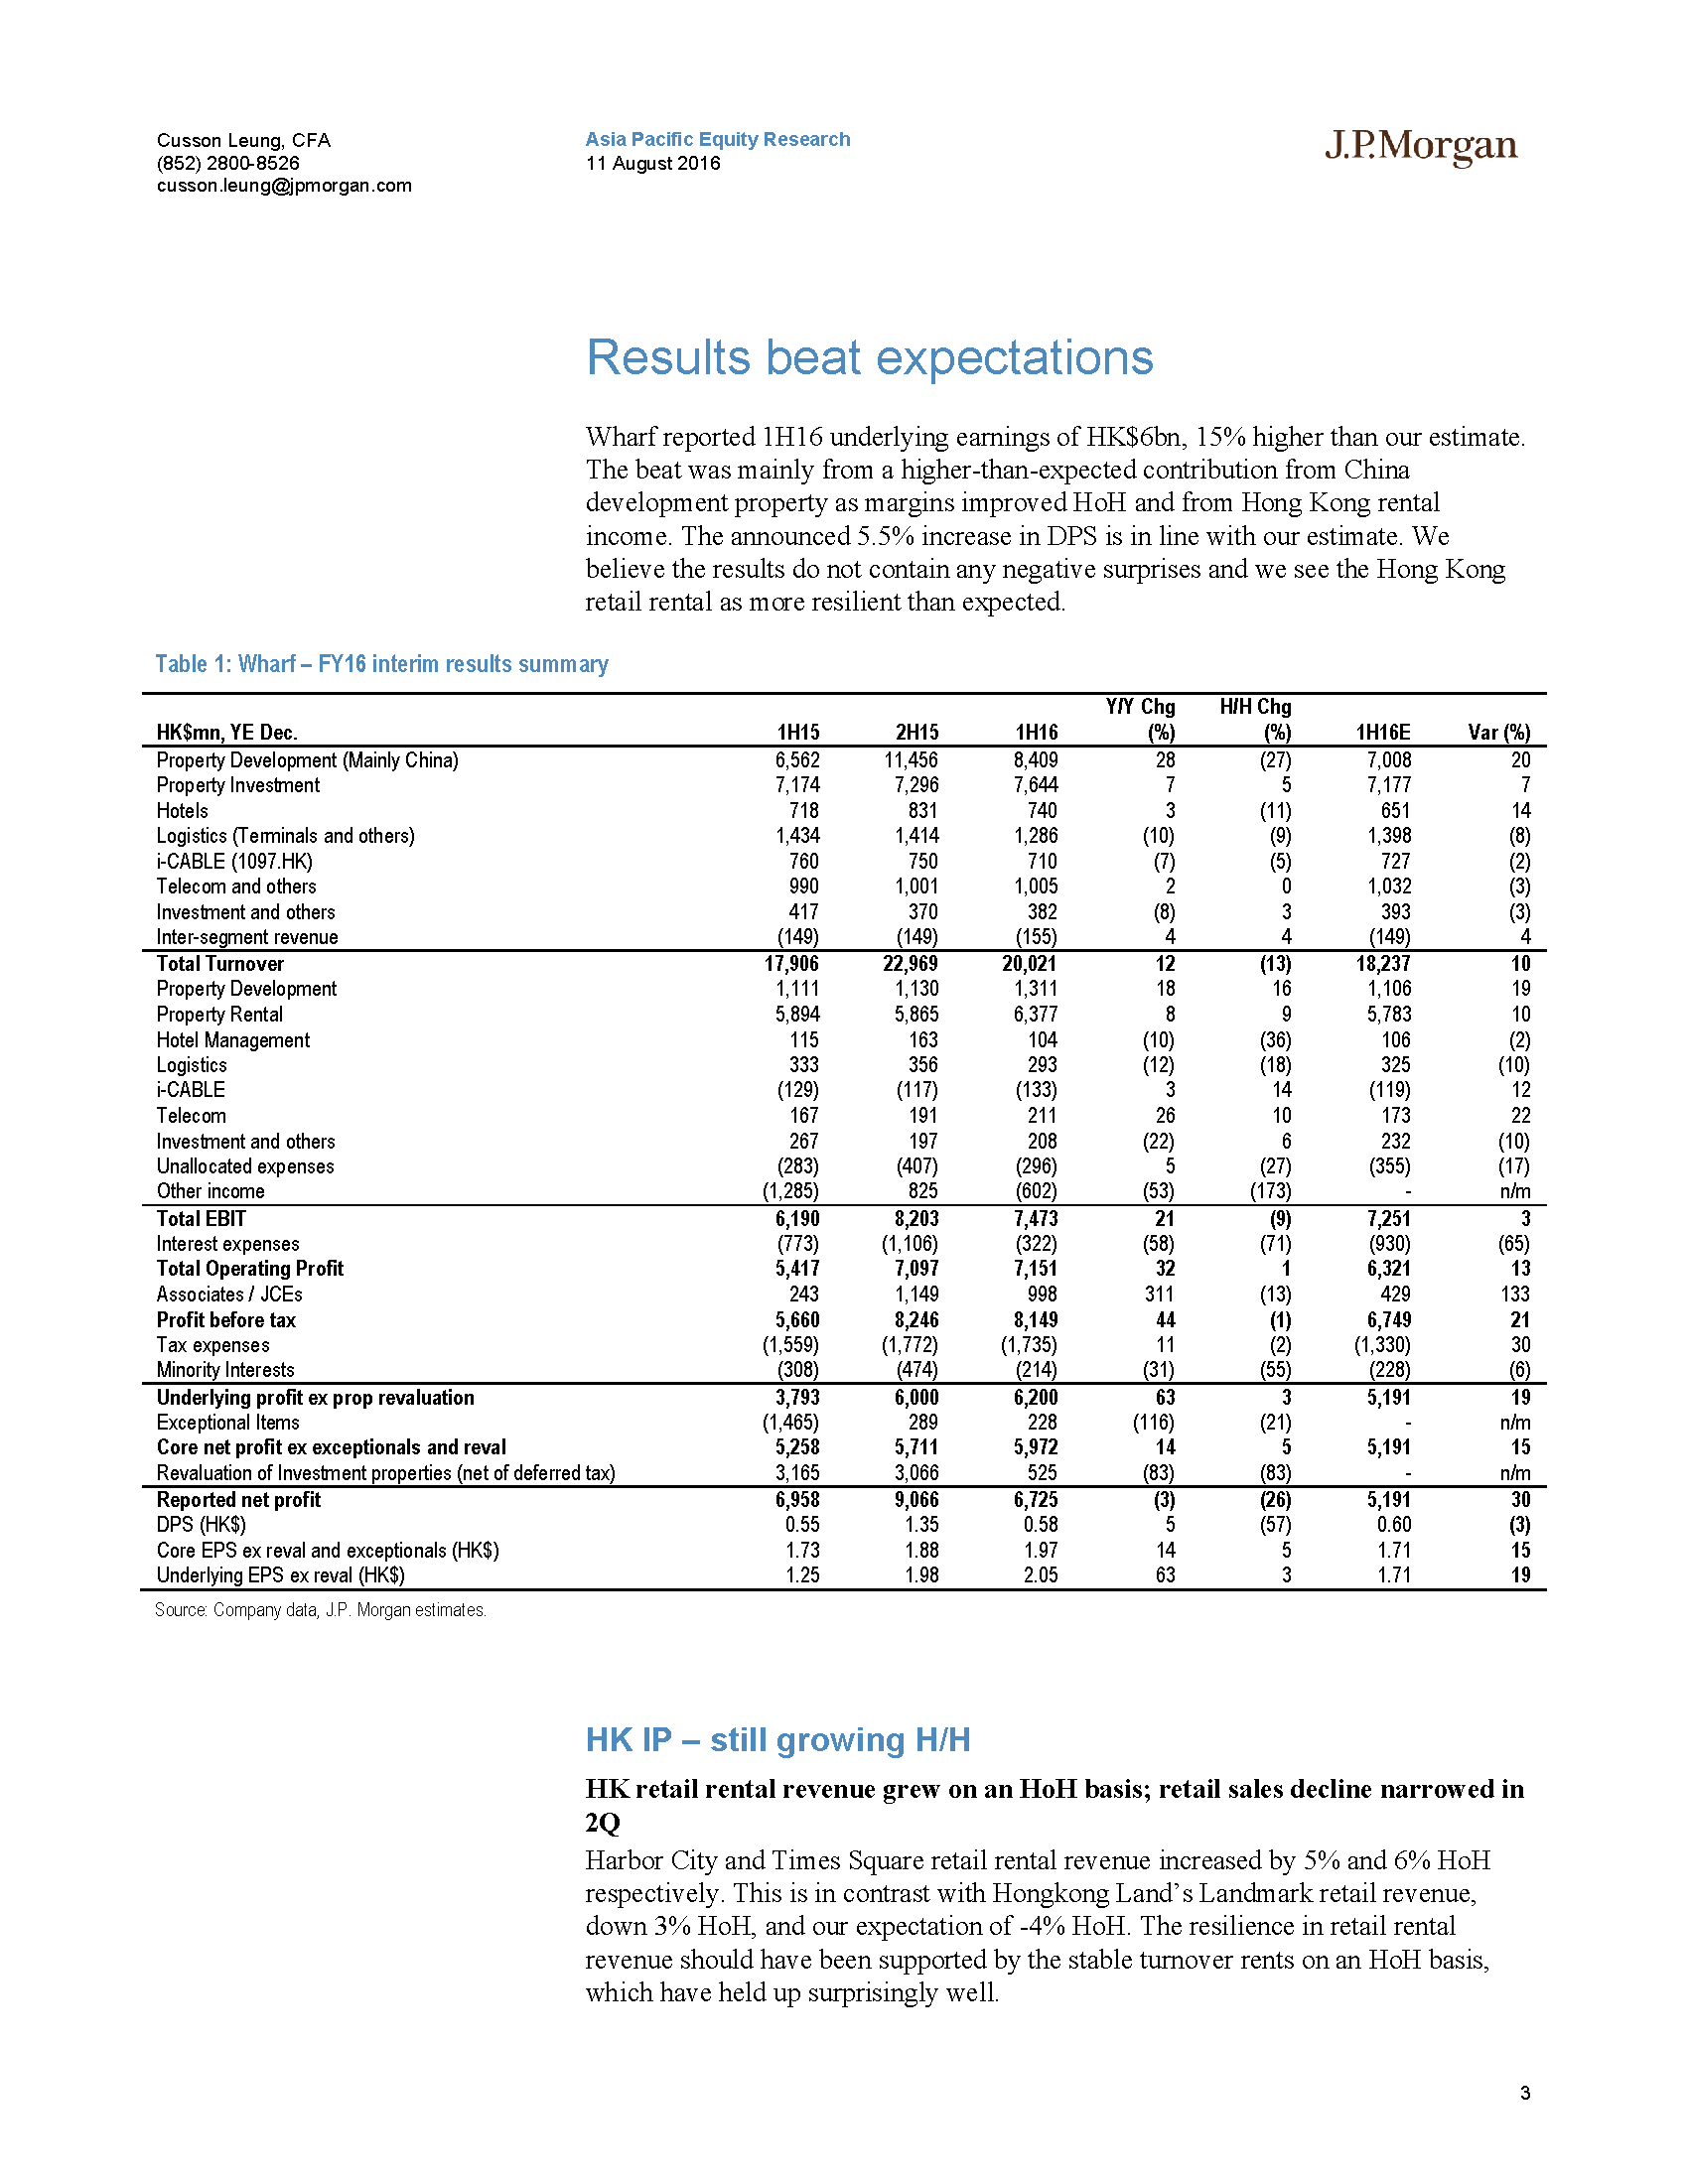 Cusson Leung, CFA
(852) 2800-8526
cusson.leung@jpmorgan.com
Asia Pacific Equity Research
11 August 2016
J.P.Morgan
Results beat expectations
Wharf reported 1H16 underlying earnings of HK$6bn, 15% higher than our estimate.
The beat was mainly from a higher-than-expected contribution from China
development property as margins improved HoH and from Hong Kong rental
income. The announced 5.5% increase in DPS is in line with our estimate. We
believe the results do not contain any negative surprises and we see the Hong Kong
retail rental as more resilient than expected.
Table 1: Wharf – FY16 interim results summary
HK$mn, YE Dec. 1H15 2H15 1H16 Y/Y Chg (%) H/H Chg (%) 1H16E Var (%)
Property Development (Mainly China) 6,562 11,456 8,409 28 (27) 7,008 20
Property Investment 7,174 7,296 7,644 7 5 7,177 7
Hotels 718 831 740 3 (11) 651 14
Logistics (Terminals and others) 1,434 1,414 1,286 (10) (9) 1,398 (8)
i-CABLE (1097.HK) 760 750 710 (7) (5) 727 (2)
Telecom and others 990 1,001 1,005 2 0 1,032 (3)
Investment and others 417 370 382 (8) 3 393 (3)
Inter-segment revenue (149) (149) (155) 4 4 (149) 4
Total Turnover 17,906 22,969 20,021 12 (13) 18,237 10
Property Development 1,111 1,130 1,311 18 16 1,106 19
Property Rental 5,894 5,865 6,377 8 9 5,783 10
Hotel Management 115 163 104 (10) (36) 106 (2)
Logistics 333 356 293 (12) (18) 325 (10)
i-CABLE (129) (117) (133) 3 14 (119) 12
Telecom 167 191 211 26 10 173 22
Investment and others 267 197 208 (22) 6 232 (10)
Unallocated expenses (283) (407) (296) 5 (27) (355) (17)
Other income (1,285) 825 (602) (53) (173) - n/m
Total EBIT 6,190 8,203 7,473 21 (9) 7,251 3
Interest expenses (773) (1,106) (322) (58) (71) (930) (65)
Total Operating Profit 5,417 7,097 7,151 32 1 6,321 13
Associates / JCEs 243 1,149 998 311 (13) 429 133
Profit before tax 5,660 8,246 8,149 44 (1) 6,749 21
Tax expenses (1,559) (1,772) (1,735) 11 (2) (1,330) 30
Minority Interests (308) (474) (214) (31) (55) (228) (6)
Underlying profit ex prop revaluation 3,793 6,000 6,200 63 3 5,191 19
Exceptional Items (1,465) 289 228 (116) (21) - n/m
Core net profit ex exceptionals and reval 5,258 5,711 5,972 14 5 5,191 15
Revaluation of Investment properties (net of deferred tax) 3,165 3,066 525 (83) (83) - n/m
Reported net profit 6,958 9,066 6,725 (3) (26) 5,191 30
DPS (HK$) 0.55 1.35 0.58 5 (57) 0.60 (3)
Core EPS ex reval and exceptionals (HK$) 1.73 1.88 1.97 14 5 1.71 15
Underlying EPS ex reval (HK$) 1.25 1.98 2.05 63 3 1.71 19
Source: Company data, J.P. Morgan estimates.
HK IP – still growing H/H
HK retail rental revenue grew on an HoH basis; retail sales decline narrowed in
2Q
Harbor City and Times Square retail rental revenue increased by 5% and 6% HoH
respectively. This is in contrast with Hongkong Land's Landmark retail revenue,
down 3% HoH, and our expectation of -4% HoH. The resilience in retail rental
revenue should have been supported by the stable turnover rents on an HoH basis,
which have held up surprisingly well.
3